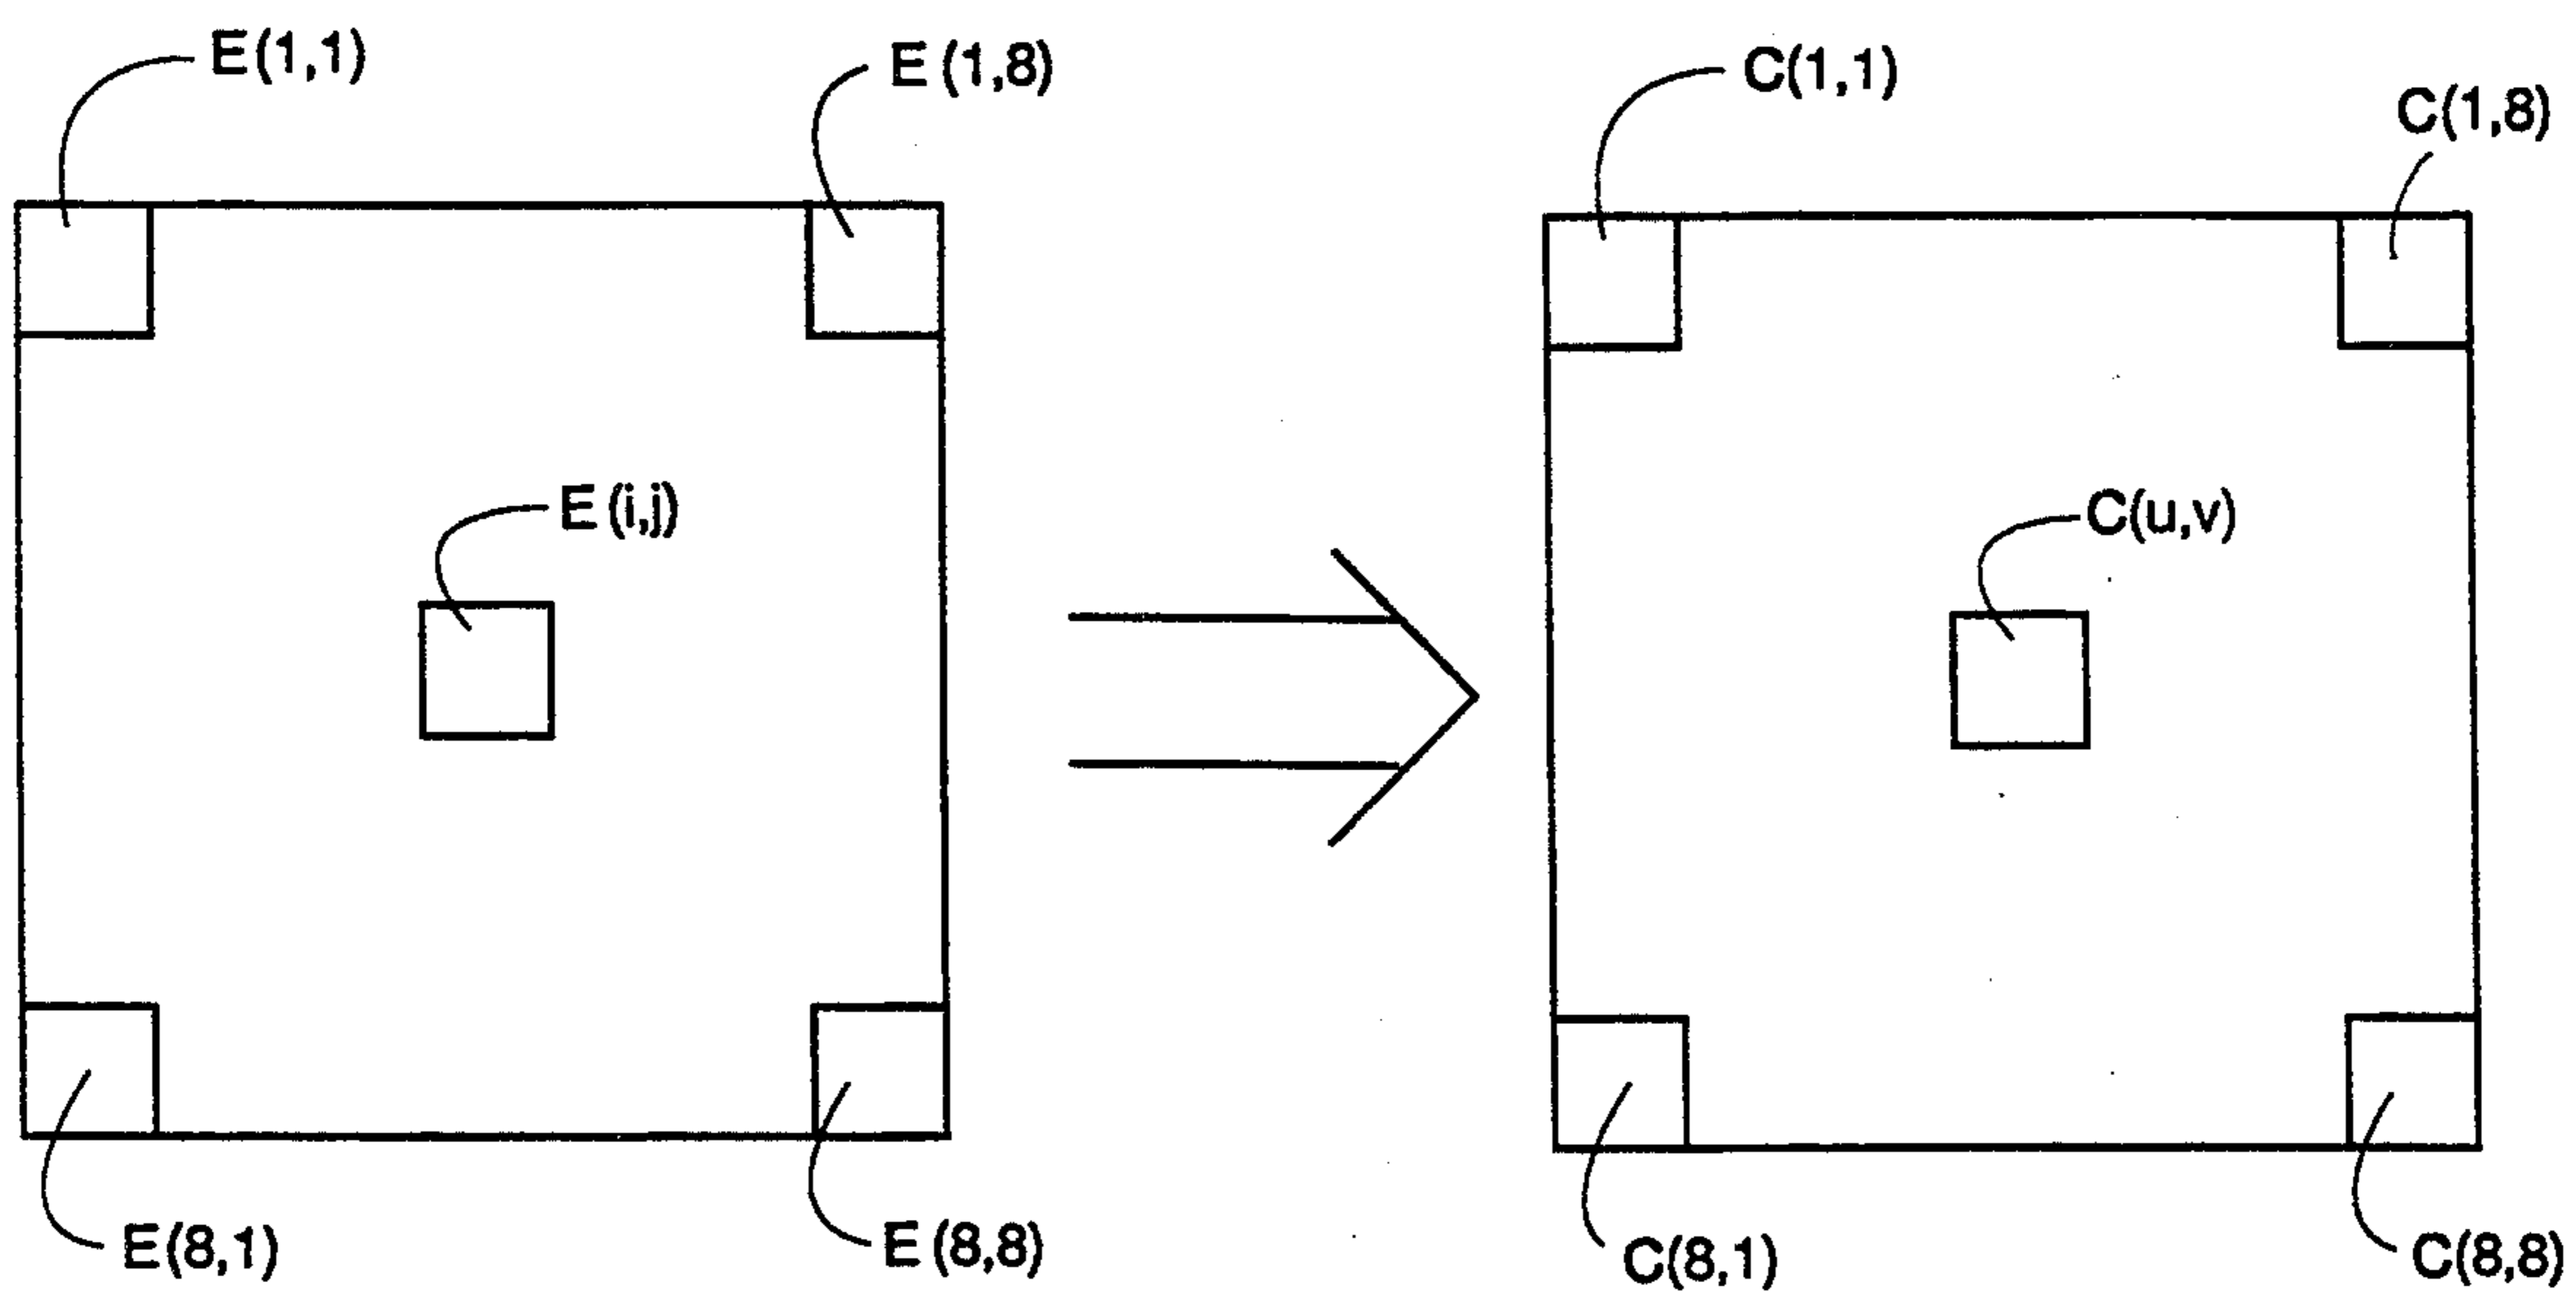 E(1,1)
E(1,8)
C(1,1)
C(1,8)
E(i,j)
C(u,v)
E(8,1)
E(8,8)
C(8,1)
C(8,8)